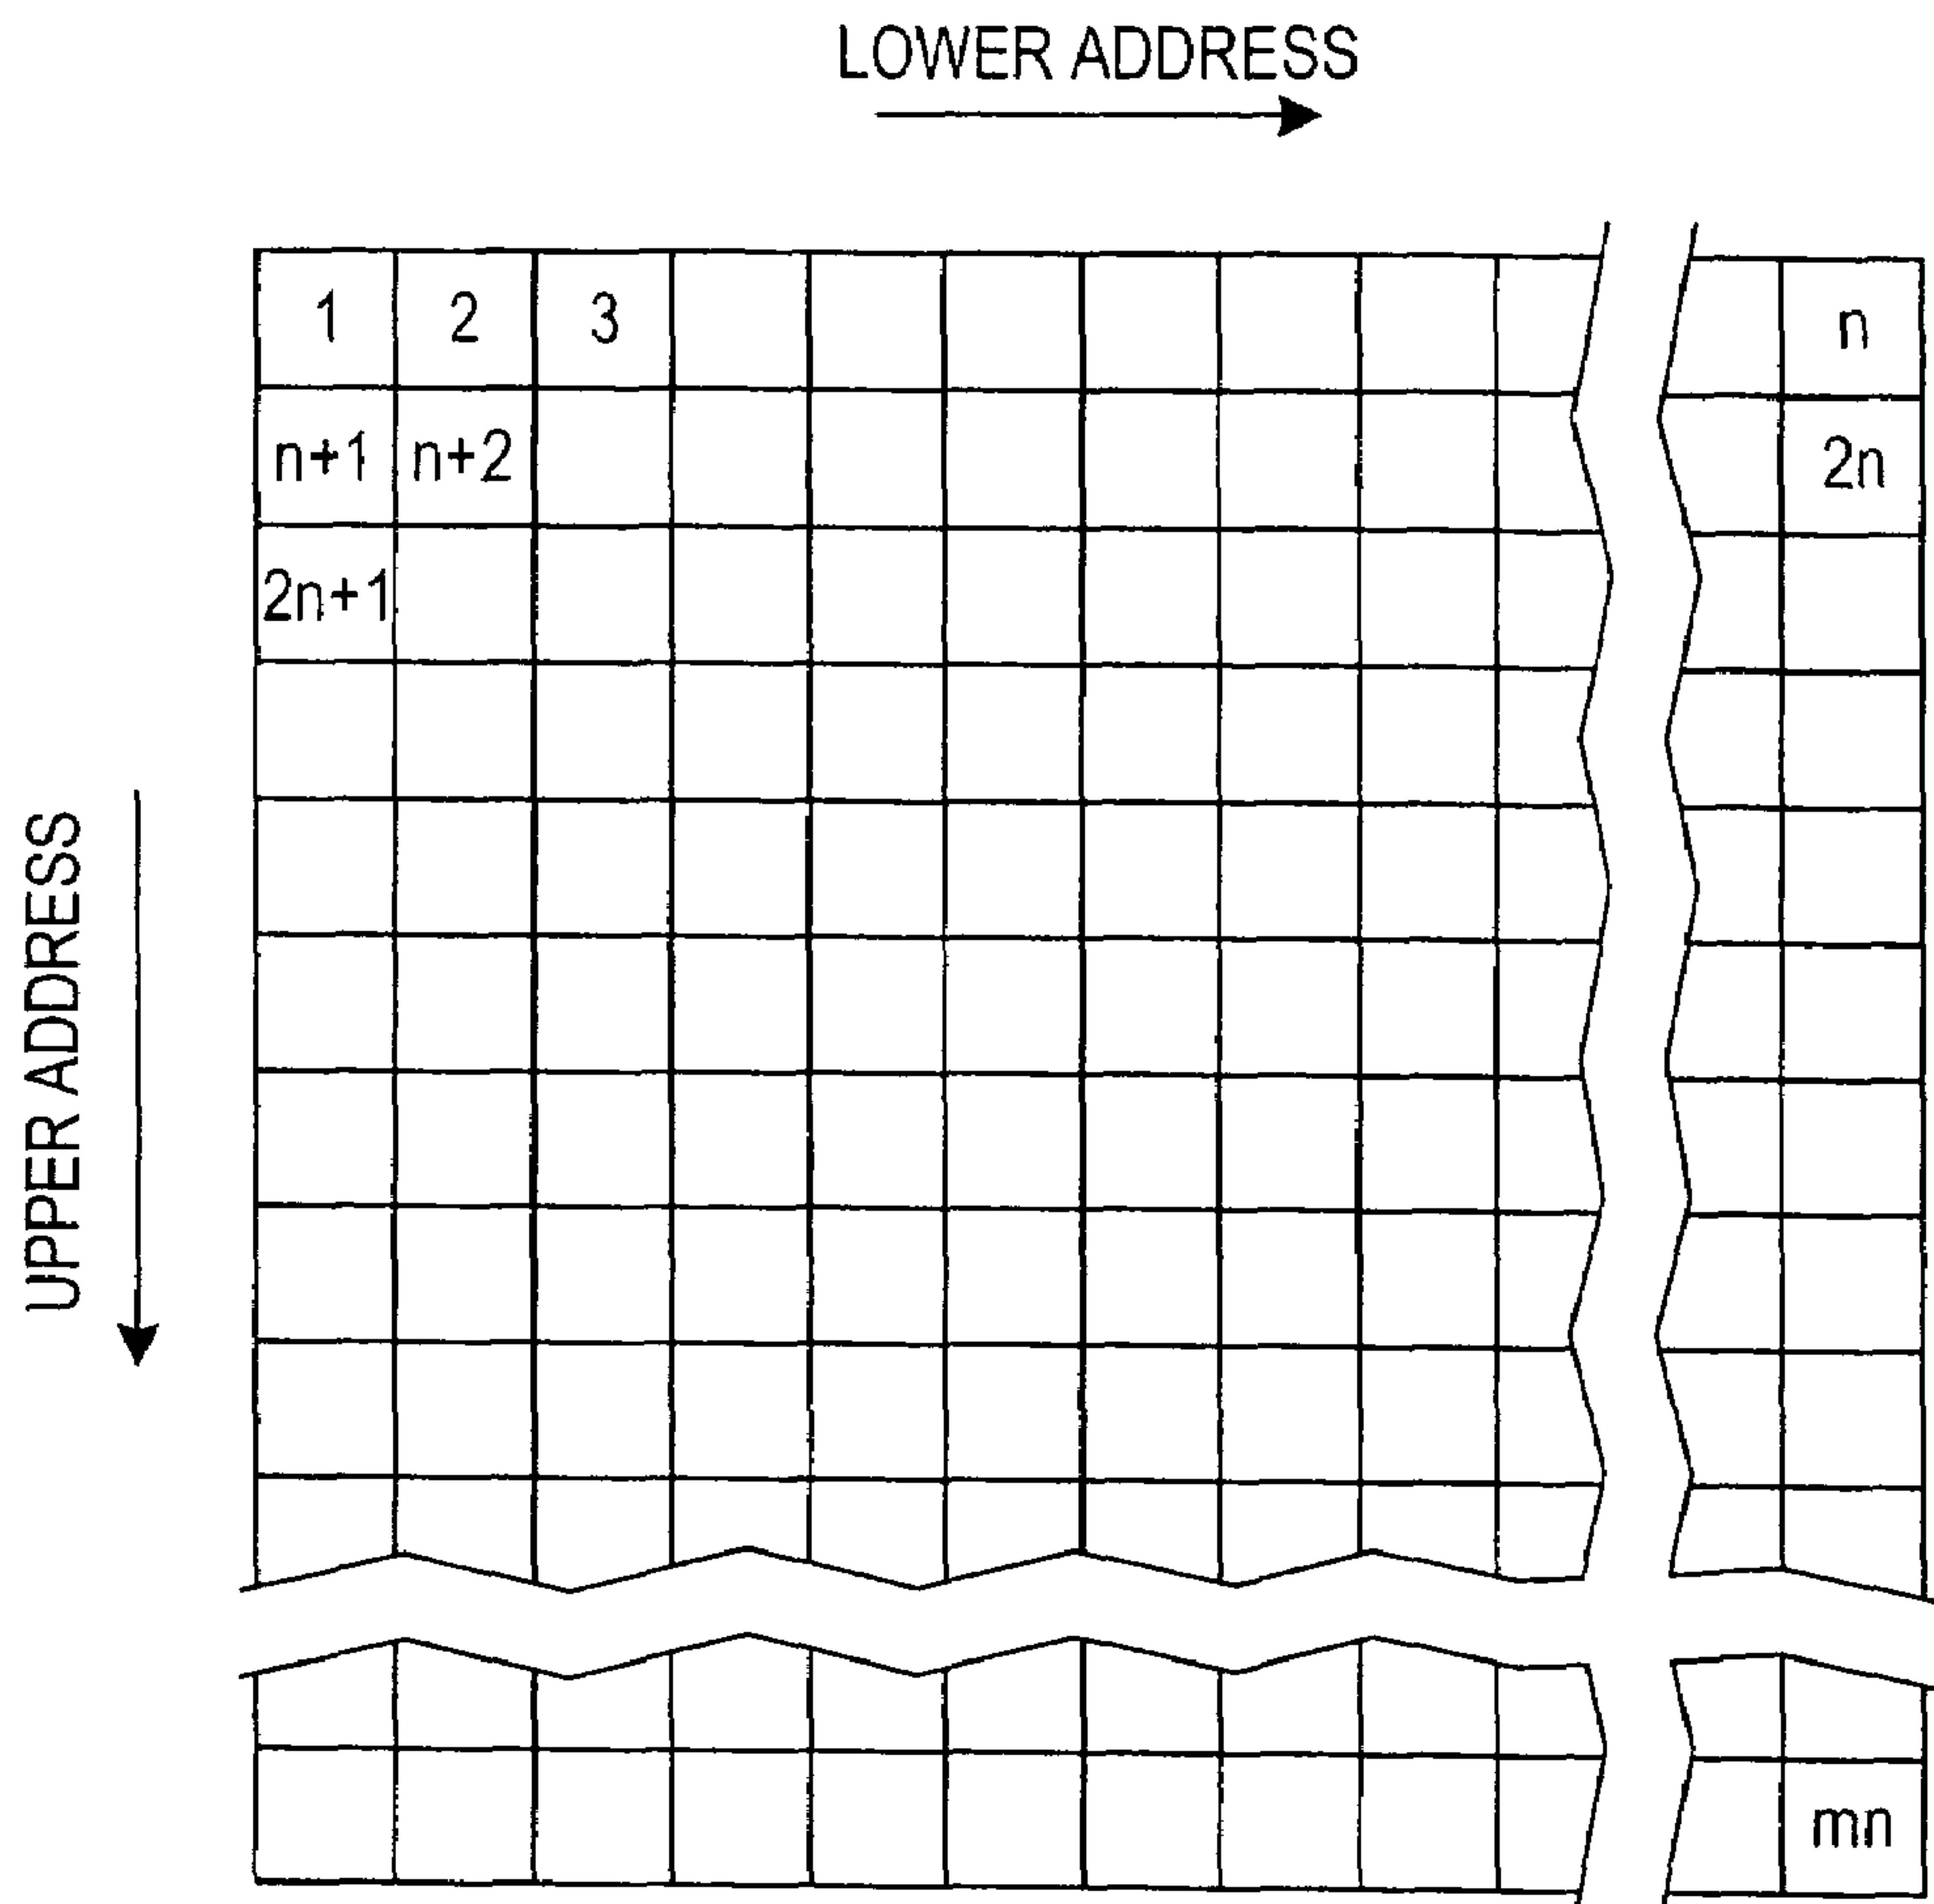 LOWER ADDRESS
1 2 3 n
n+1 n+2 2n
2n+1
UPPER ADDRESS
mn